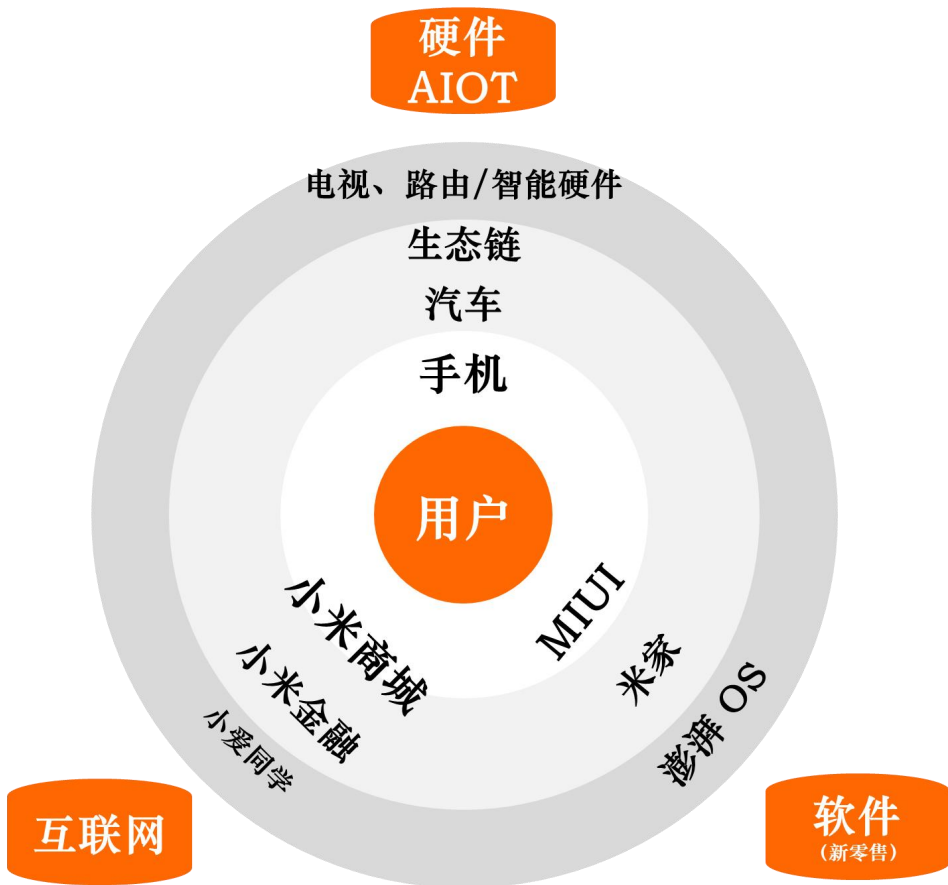 硬件
AIOT
电视、路由/智能硬件
生态链
汽车
手机
用户
小米商城
小米金融
小爱同学
MIUI
米家
澎湃 OS
互联网
软件
(新零售)